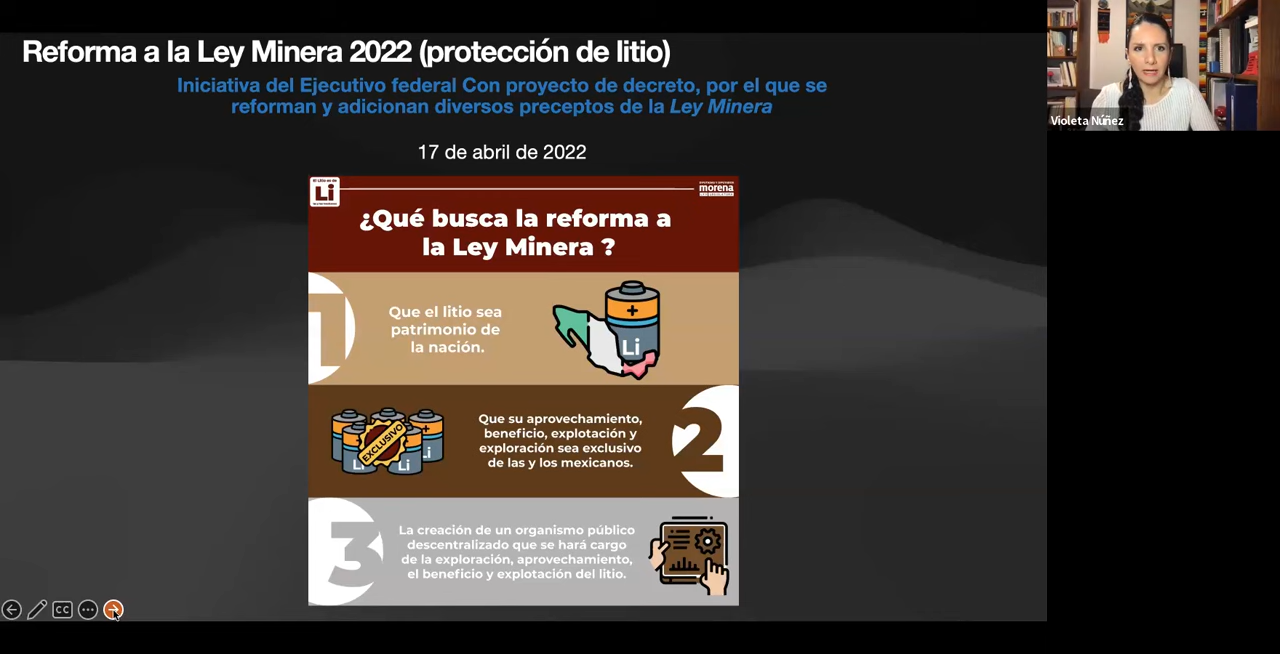 Reforma a la Ley Minera 2022 (protección de litio)
Iniciativa del Ejecutivo federal Con proyecto de decreto, por el que se
reforman y adicionan diversos preceptos de la Ley Minera
17 de abril de 2022
Violeta Núñez
Li
morena
¿Qué busca la reforma a
la Ley Minera ?
1
Que el litio sea
patrimonio de
la nación.
Li
EXCLUSIVO
Li
Li
Li
Que su aprovechamiento,
beneficio, explotación y
exploración sea exclusivo
de las y los mexicanos.
2
3
La creación de un organismo público
descentralizado que se hará cargo
de la exploración, aprovechamiento,
el beneficio y explotación del litio.
CC